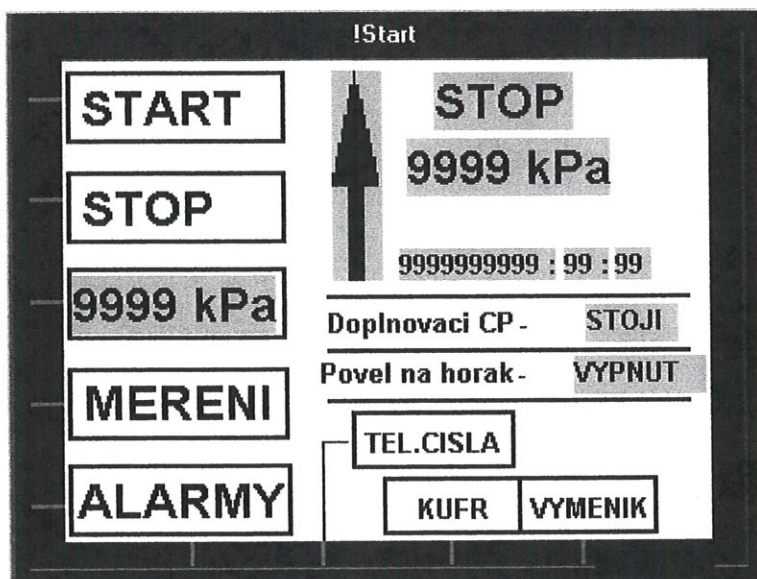 !Start
START
STOP
9999 kPa
MERENI
ALARMY
STOP
9999 kPa
9999999999 : 99 : 99
Doplnovaci CP - STOJI
Povel na horak - VYPNUT
TEL.CISLA
KUFR VYMENIK